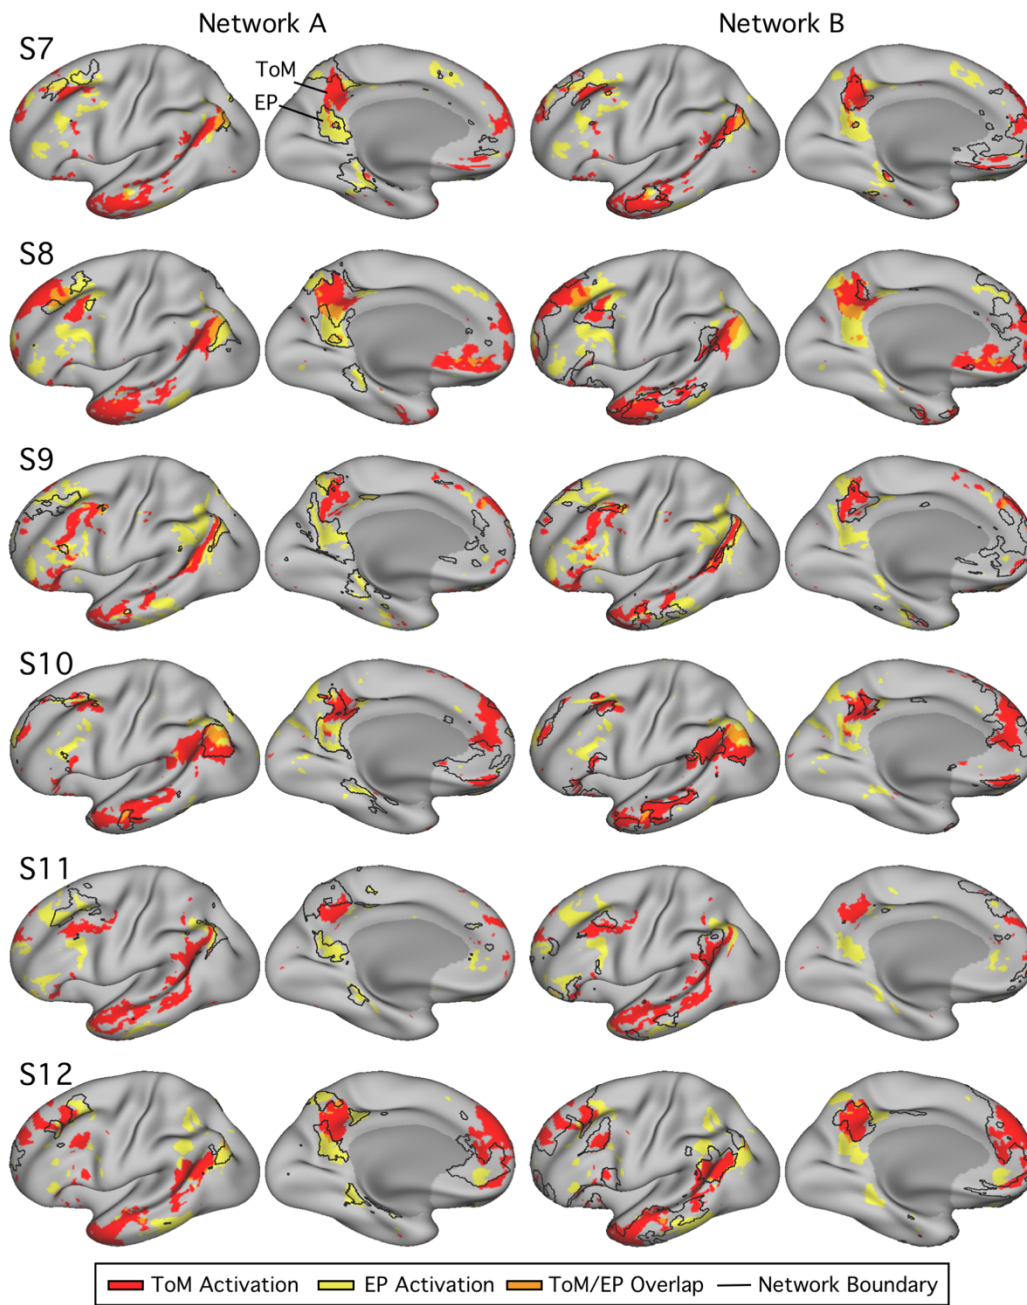 Network A
Network B
S7
ToM
EP
S8
S9
S10
S11
S12
ToM Activation
EP Activation
ToM/EP Overlap
Network Boundary